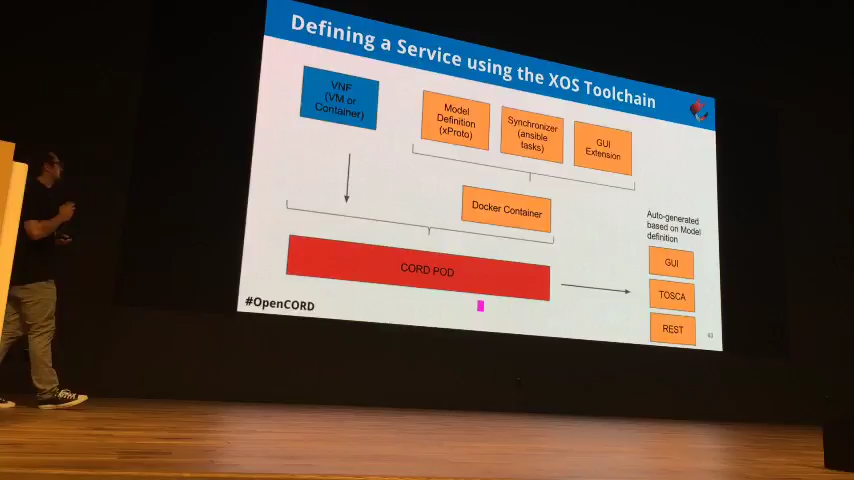 Defining a Service using the XOS Toolchain
VNF
(VM or
Container)
Model
Definition
(xProto)
Synchronizer
(ansible
tasks)
GUI
Extension
Docker Container
CORD POD
Auto-generated
based on Model
definition
GUI
TOSCA
REST
#OpenCORD
43